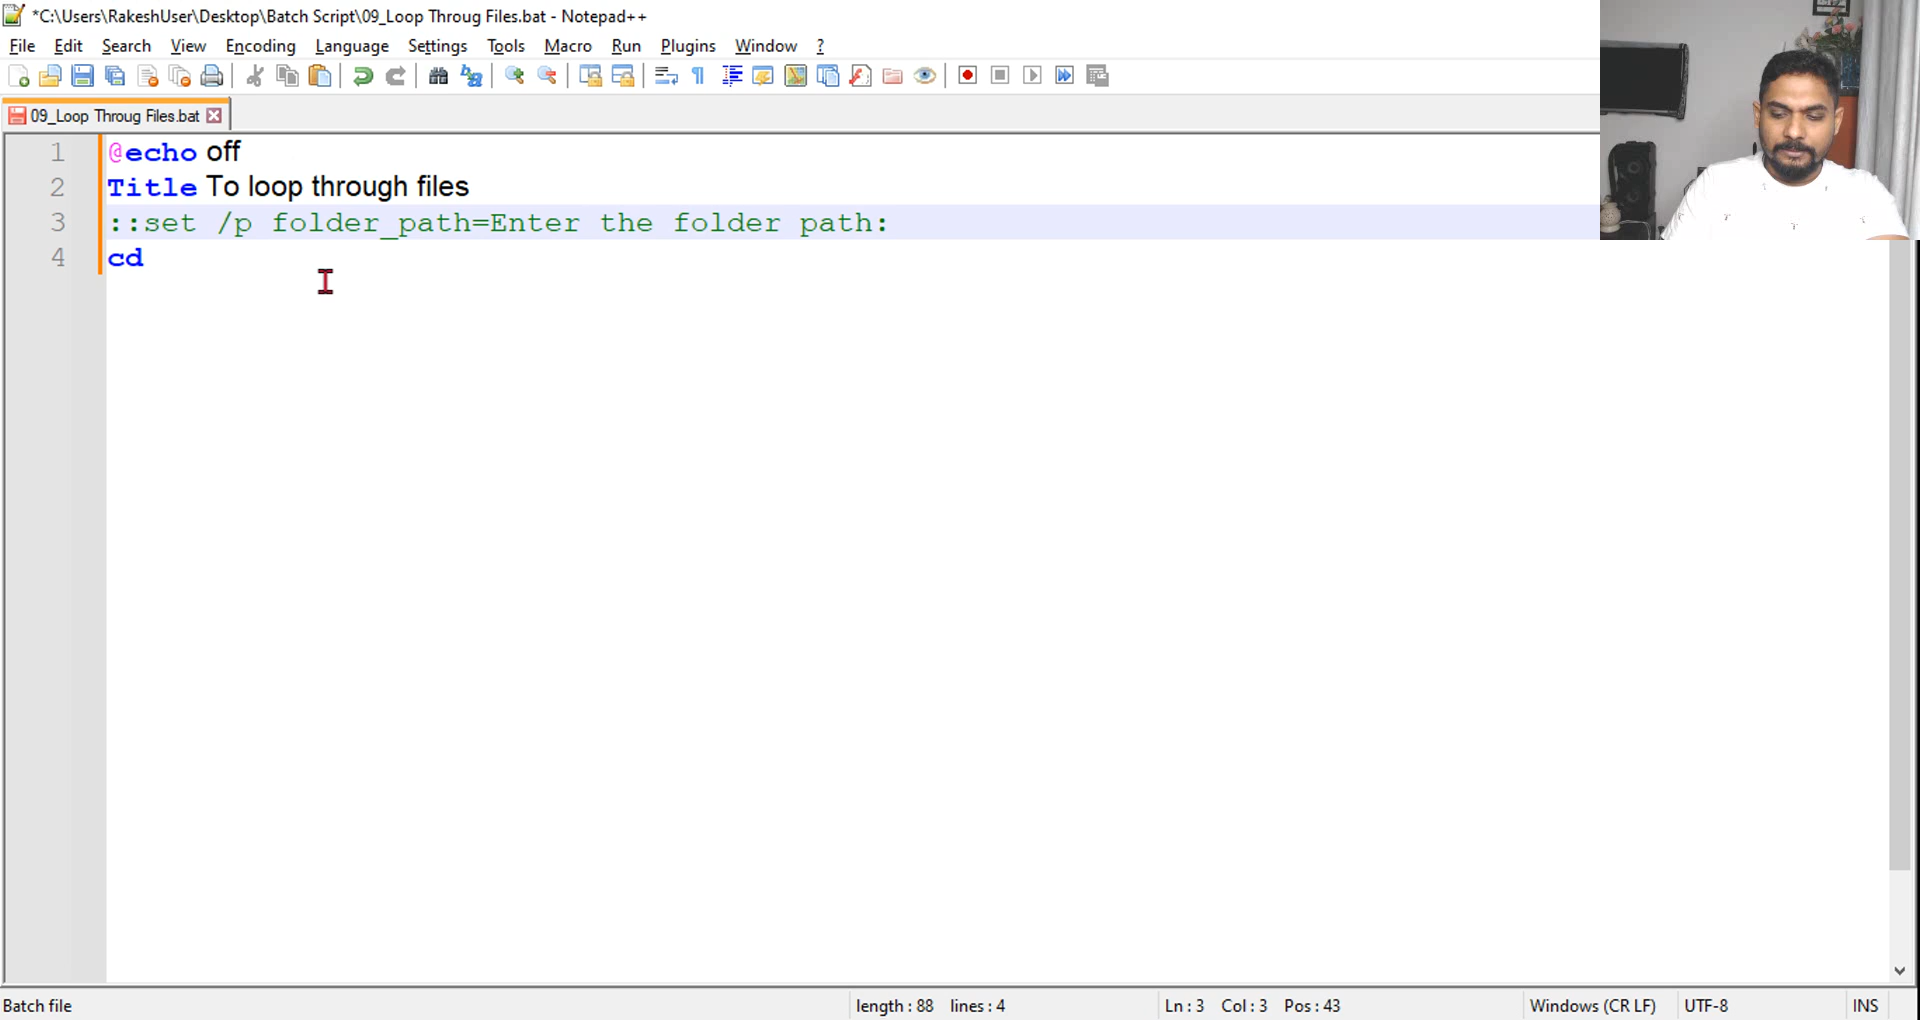 *C:\Users\RakeshUser\Desktop\Batch Script\09_Loop Throug Files.bat - Notepad++
File Edit Search View Encoding Language Settings Tools Macro Run Plugins Window ?
09_Loop Throug Files.bat
1 @echo off
2 Title To loop through files
3 ::set /p folder_path=Enter the folder path:
4 cd
Batch file length : 88 lines : 4 Ln : 3 Col : 3 Pos : 43 Windows (CR LF) UTF-8 INS